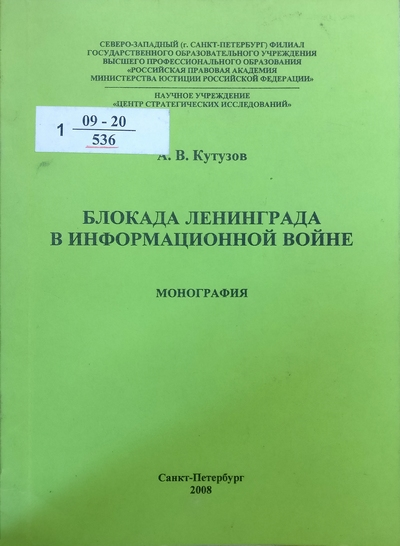 СЕВЕРО-ЗАПАДНЫЙ (г. САНКТ-ПЕТЕРБУРГ) ФИЛИАЛ
ГОСУДАРСТВЕННОГО ОБРАЗОВАТЕЛЬНОГО УЧРЕЖДЕНИЯ
ВЫСШЕГО ПРОФЕССИОНАЛЬНОГО ОБРАЗОВАНИЯ
«РОССИЙСКАЯ ПРАВОВАЯ АКАДЕМИЯ
МИНИСТЕРСТВА ЮСТИЦИИ РОССИЙСКОЙ ФЕДЕРАЦИИ»
НАУЧНОЕ УЧРЕЖДЕНИЕ
«ЦЕНТР СТРАТЕГИЧЕСКИХ ИССЛЕДОВАНИЙ»
1 09 - 20
536
А. В. Кутузов
БЛОКАДА ЛЕНИНГРАДА
В ИНФОРМАЦИОННОЙ ВОЙНЕ
МОНОГРАФИЯ
Санкт-Петербург
2008